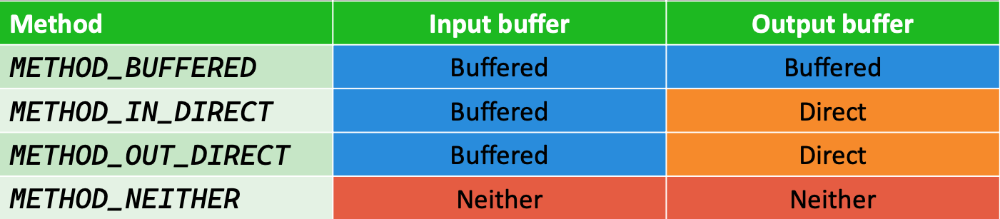 Method Input buffer Output buffer
METHOD_BUFFERED Buffered Buffered
METHOD_IN_DIRECT Buffered Direct
METHOD_OUT_DIRECT Buffered Direct
METHOD_NEITHER Neither Neither